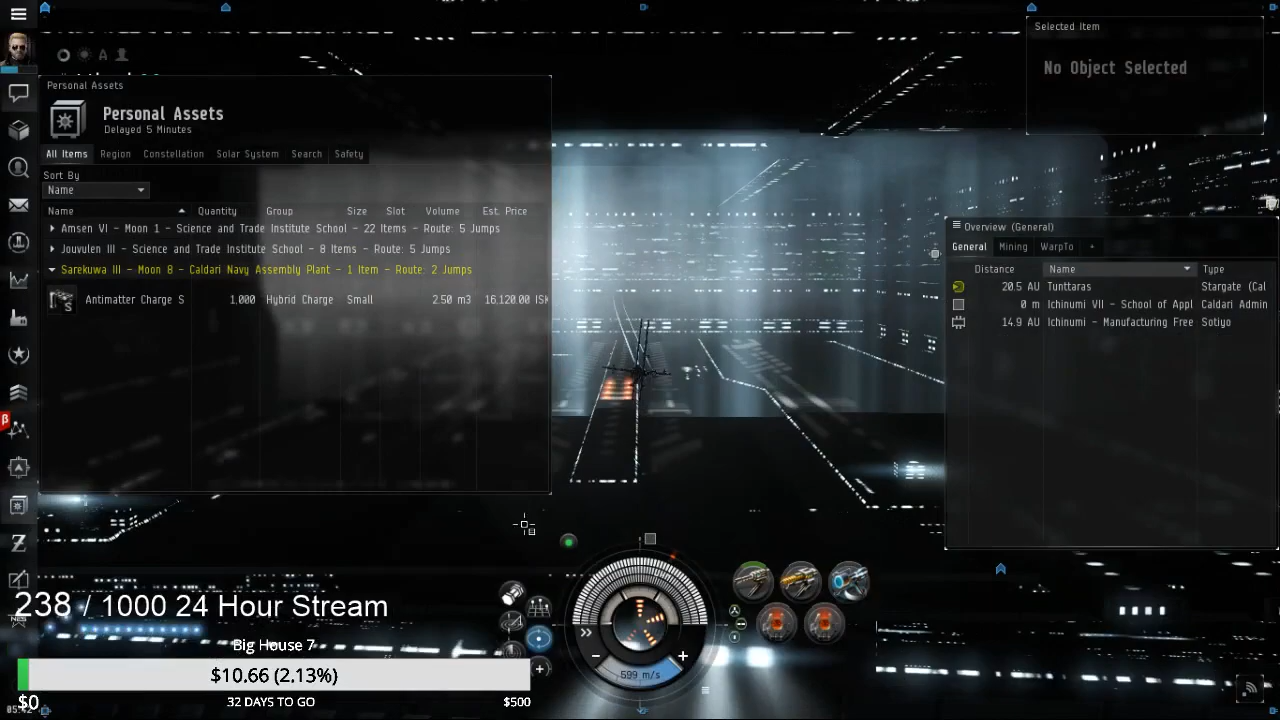 Selected Item
No Object Selected
Personal Assets
Personal Assets
Delayed 5 Minutes
All Items Region Constellation Solar System Search Safety
Sort By
Name
Name Quantity Group Size Slot Volume Est. Price
Amsen VI - Moon 1 - Science and Trade Institute School - 22 Items - Route: 5 Jumps
Jouvulen III - Science and Trade Institute School - 8 Items - Route: 5 Jumps
Sarekuwa III - Moon 8 - Caldari Navy Assembly Plant - 1 Item - Route: 2 Jumps
Antimatter Charge S 1.000 Hybrid Charge Small 2.50 m3 16,120.00 ISK
Overview (General)
General Mining WarpTo +
Distance Name Type
20.5 AU Tunttaras Stargate (Cal
0 m Ichinumi VII - School of Appl Caldari Admin
14.9 AU Ichinumi - Manufacturing Free Sotiyo
599 m/s
238 / 1000 24 Hour Stream
Big House 7
$10.66 (2.13%)
$0 32 DAYS TO GO $500